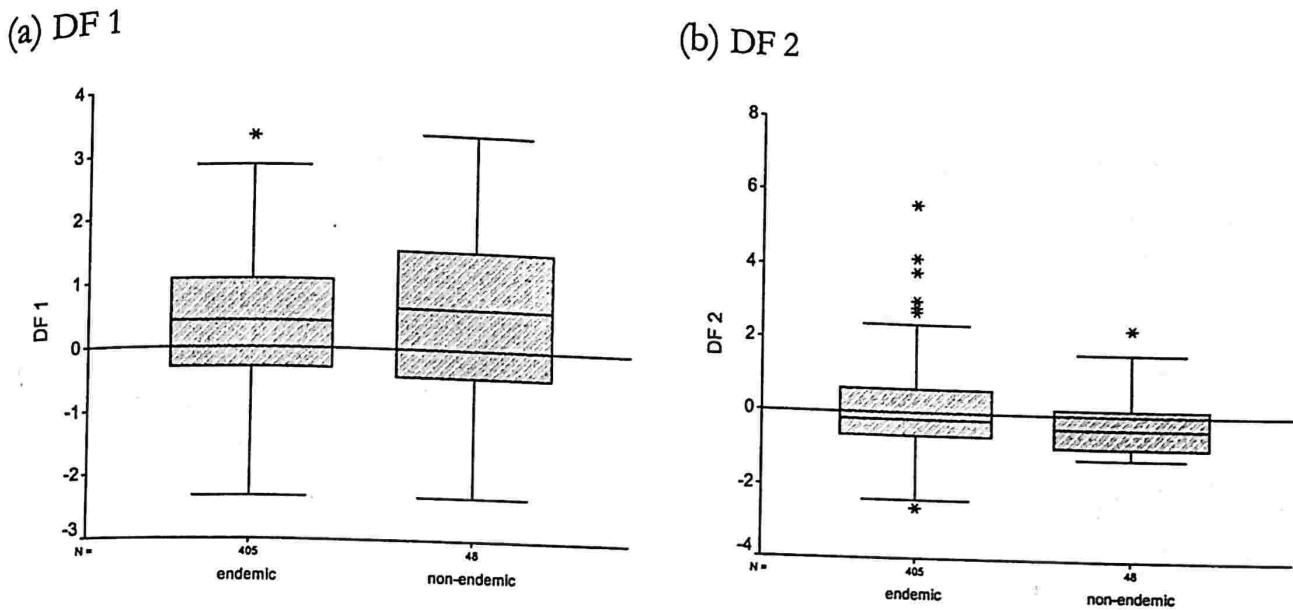 (a) DF 1
4
3
2
1
0
-1
-2
-3
DF 1
N = 405 48
endemic non-endemic
(b) DF 2
8
6
4
2
0
-2
-4
DF 2
N = 405 48
endemic non-endemic